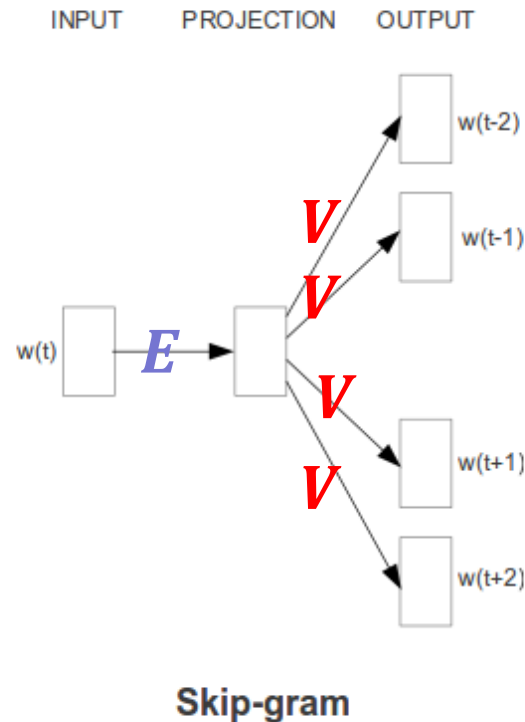 INPUT PROJECTION OUTPUT
w(t-2)
V
w(t-1)
V
w(t)
E
V
w(t+1)
V
w(t+2)
Skip-gram